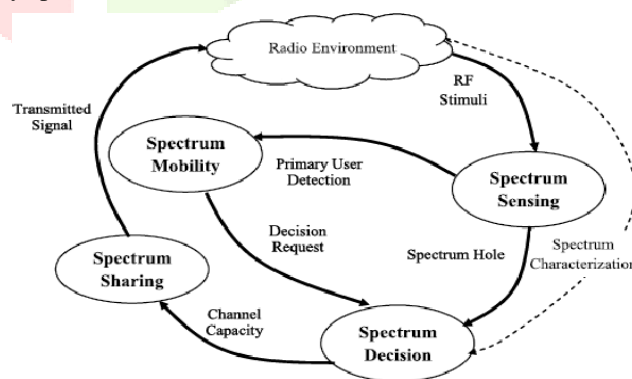 Radio Environment
RF
Stimuli
Transmitted
Signal
Spectrum
Mobility
Primary User
Detection
Spectrum
Sensing
Decision
Request
Spectrum Hole
Spectrum
Characterization
Spectrum
Sharing
Channel
Capacity
Spectrum
Decision